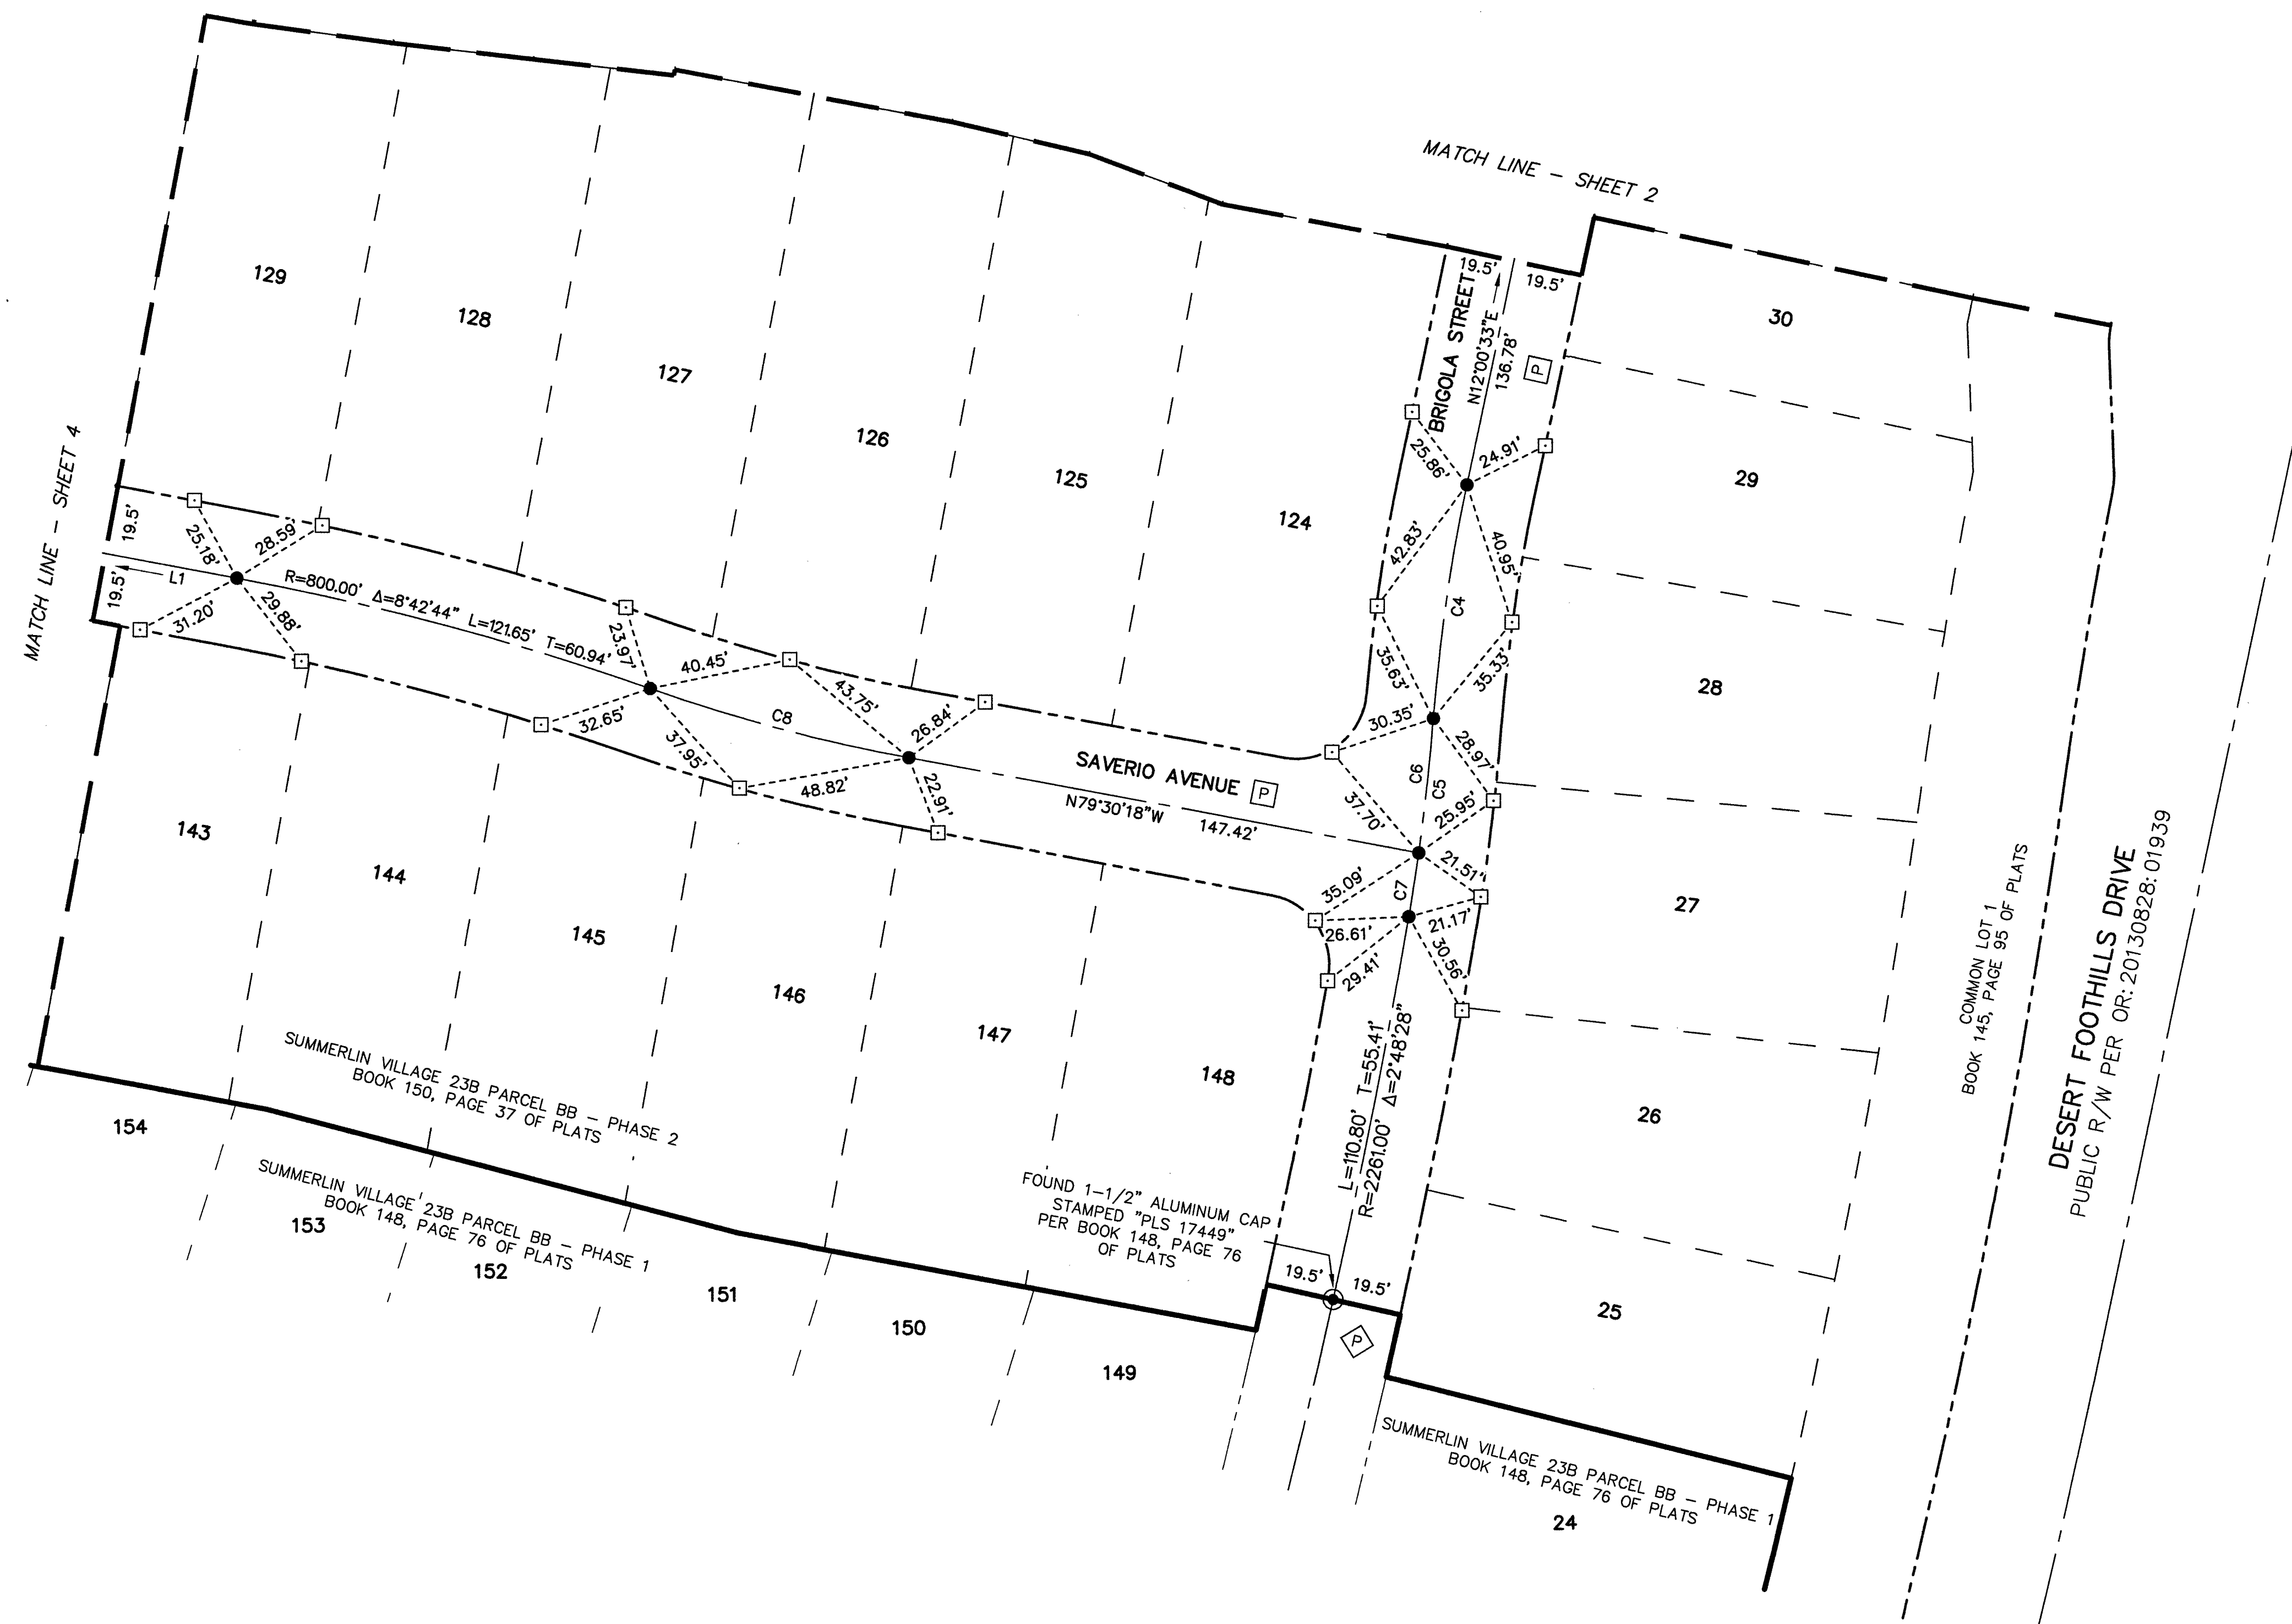 MATCH LINE – SHEET 2
MATCH LINE – SHEET 4
129
128
127
126
125
124
30
29
28
27
26
25
24
19.5'
19.5'
BRIGOLA STREET
N12°00'33"E
136.78'
P
25.86'
24.91'
42.83'
40.95'
C4
35.63'
35.33'
30.35'
28.97'
C6
C5
37.70'
25.95'
35.09'
21.51'
C7
26.61'
21.17'
29.41'
30.56'
19.5'
19.5'
L1
25.18'
28.59'
31.20'
29.88'
R=800.00' Δ=8°42'44" L=121.65' T=60.94'
23.97'
40.45'
32.65'
37.95'
C8
43.75'
26.84'
48.82'
22.91'
SAVERIO AVENUE P
N79°30'18"W 147.42'
143
144
145
146
147
148
L=110.80' T=55.41'
R=2261.00' Δ=2°48'28"
SUMMERLIN VILLAGE 23B PARCEL BB – PHASE 2
BOOK 150, PAGE 37 OF PLATS
SUMMERLIN VILLAGE 23B PARCEL BB – PHASE 1
BOOK 148, PAGE 76 OF PLATS
154
153
152
151
150
149
FOUND 1–1/2" ALUMINUM CAP
STAMPED "PLS 17449"
PER BOOK 148, PAGE 76
OF PLATS
19.5'
19.5'
P
SUMMERLIN VILLAGE 23B PARCEL BB – PHASE 1
BOOK 148, PAGE 76 OF PLATS
COMMON LOT 1
BOOK 145, PAGE 95 OF PLATS
DESERT FOOTHILLS DRIVE
PUBLIC R/W PER OR: 20130828: 01939